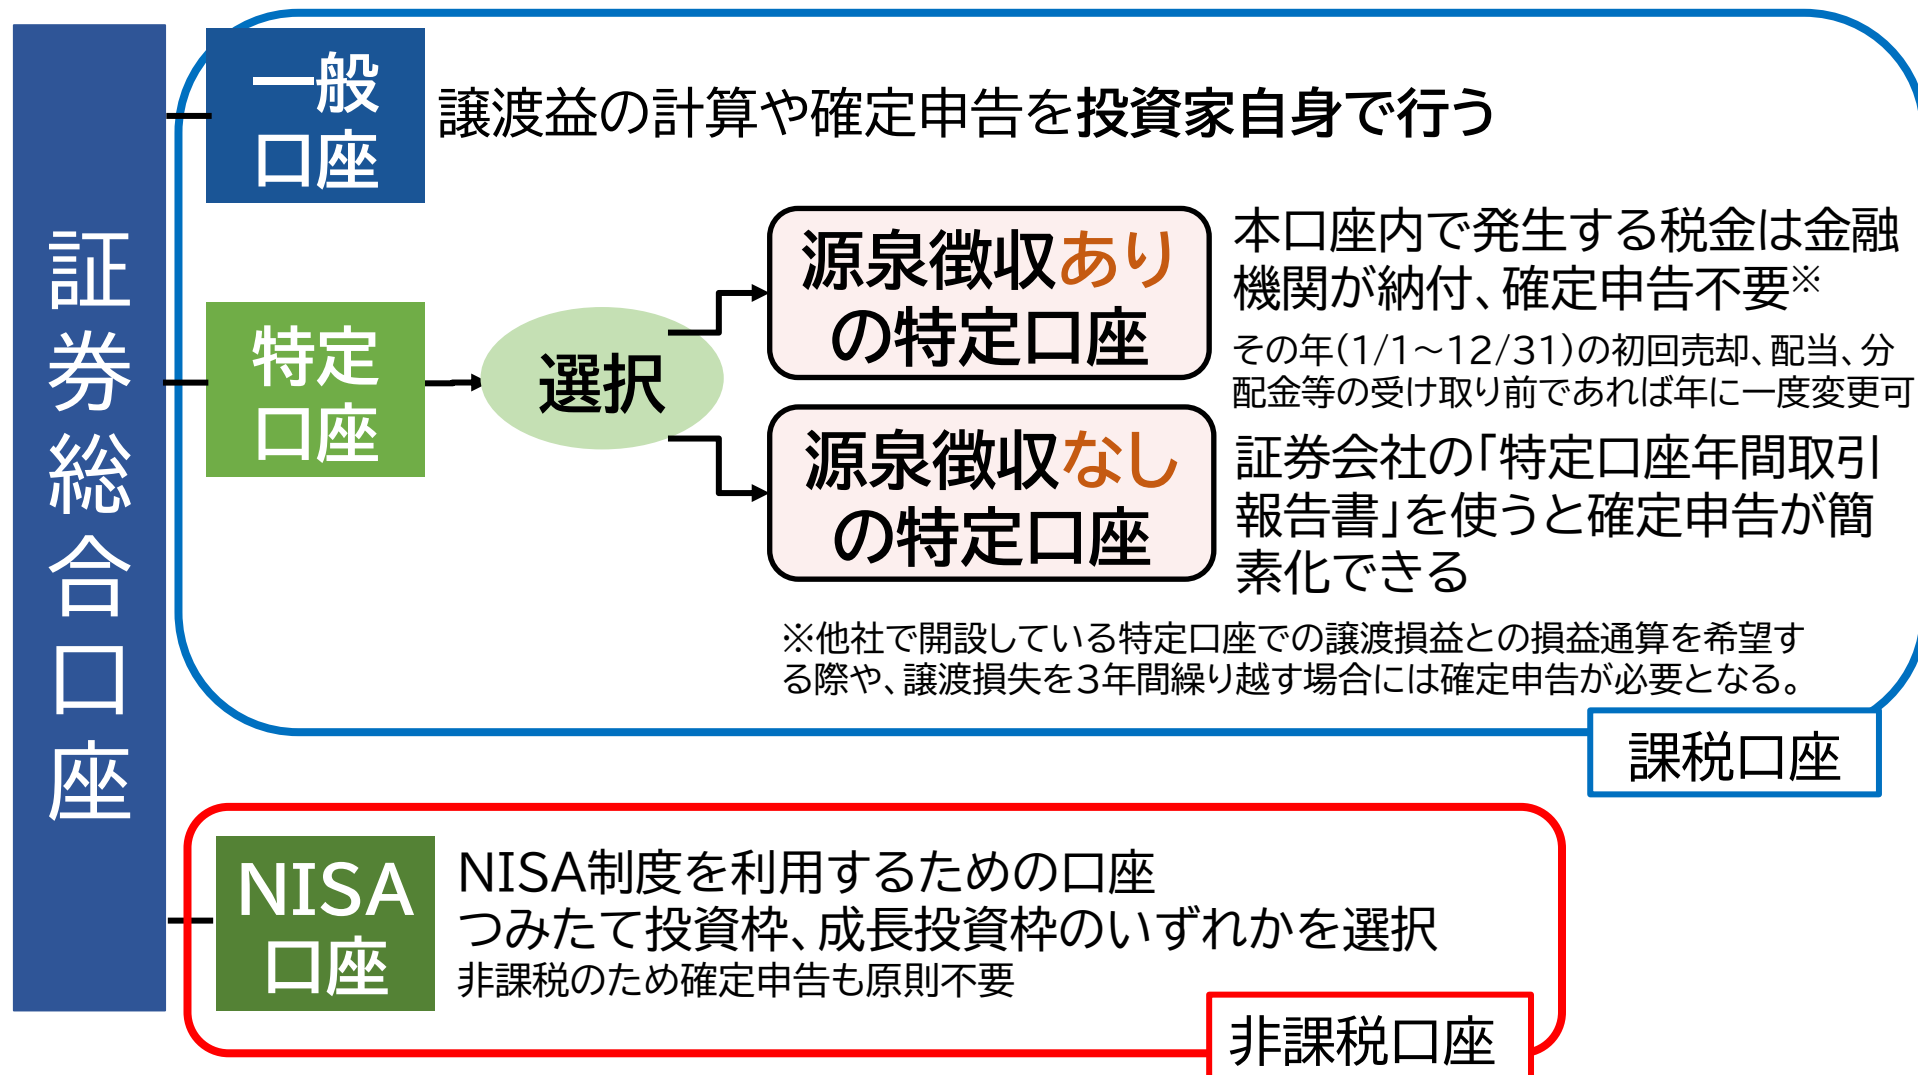 証券総合口座
一般
口座
譲渡益の計算や確定申告を投資家自身で行う
特定
口座
選択
源泉徴収あり
の特定口座
本口座内で発生する税金は金融
機関が納付、確定申告不要※
その年(1/1～12/31)の初回売却、配当、分
配金等の受け取り前であれば年に一度変更可
源泉徴収なし
の特定口座
証券会社の「特定口座年間取引
報告書」を使うと確定申告が簡
素化できる
※他社で開設している特定口座での譲渡損益との損益通算を希望す
る際や、譲渡損失を3年間繰り越す場合には確定申告が必要となる。
課税口座
NISA
口座
NISA制度を利用するための口座
つみたて投資枠、成長投資枠のいずれかを選択
非課税のため確定申告も原則不要
非課税口座